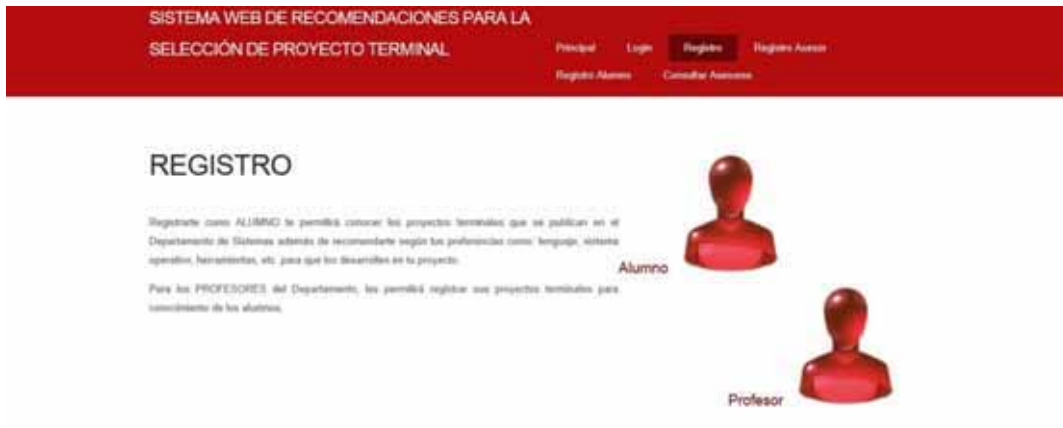 SISTEMA WEB DE RECOMENDACIONES PARA LA
SELECCIÓN DE PROYECTO TERMINAL
Principal Login Registro Registro Asesor
Registro Alumno Consultar Asesores
REGISTRO
Registrarte como ALUMNO te permitirá conocer los proyectos terminales que se publican en el
Departamento de Sistemas además de recomendarte según tus preferencias como: lenguaje, sistema
operativo, herramientas, etc. para que los desarrolles en tu proyecto.
Para los PROFESORES del Departamento, les permitirá registrar sus proyectos terminales para
conocimiento de los alumnos.
Alumno
Profesor